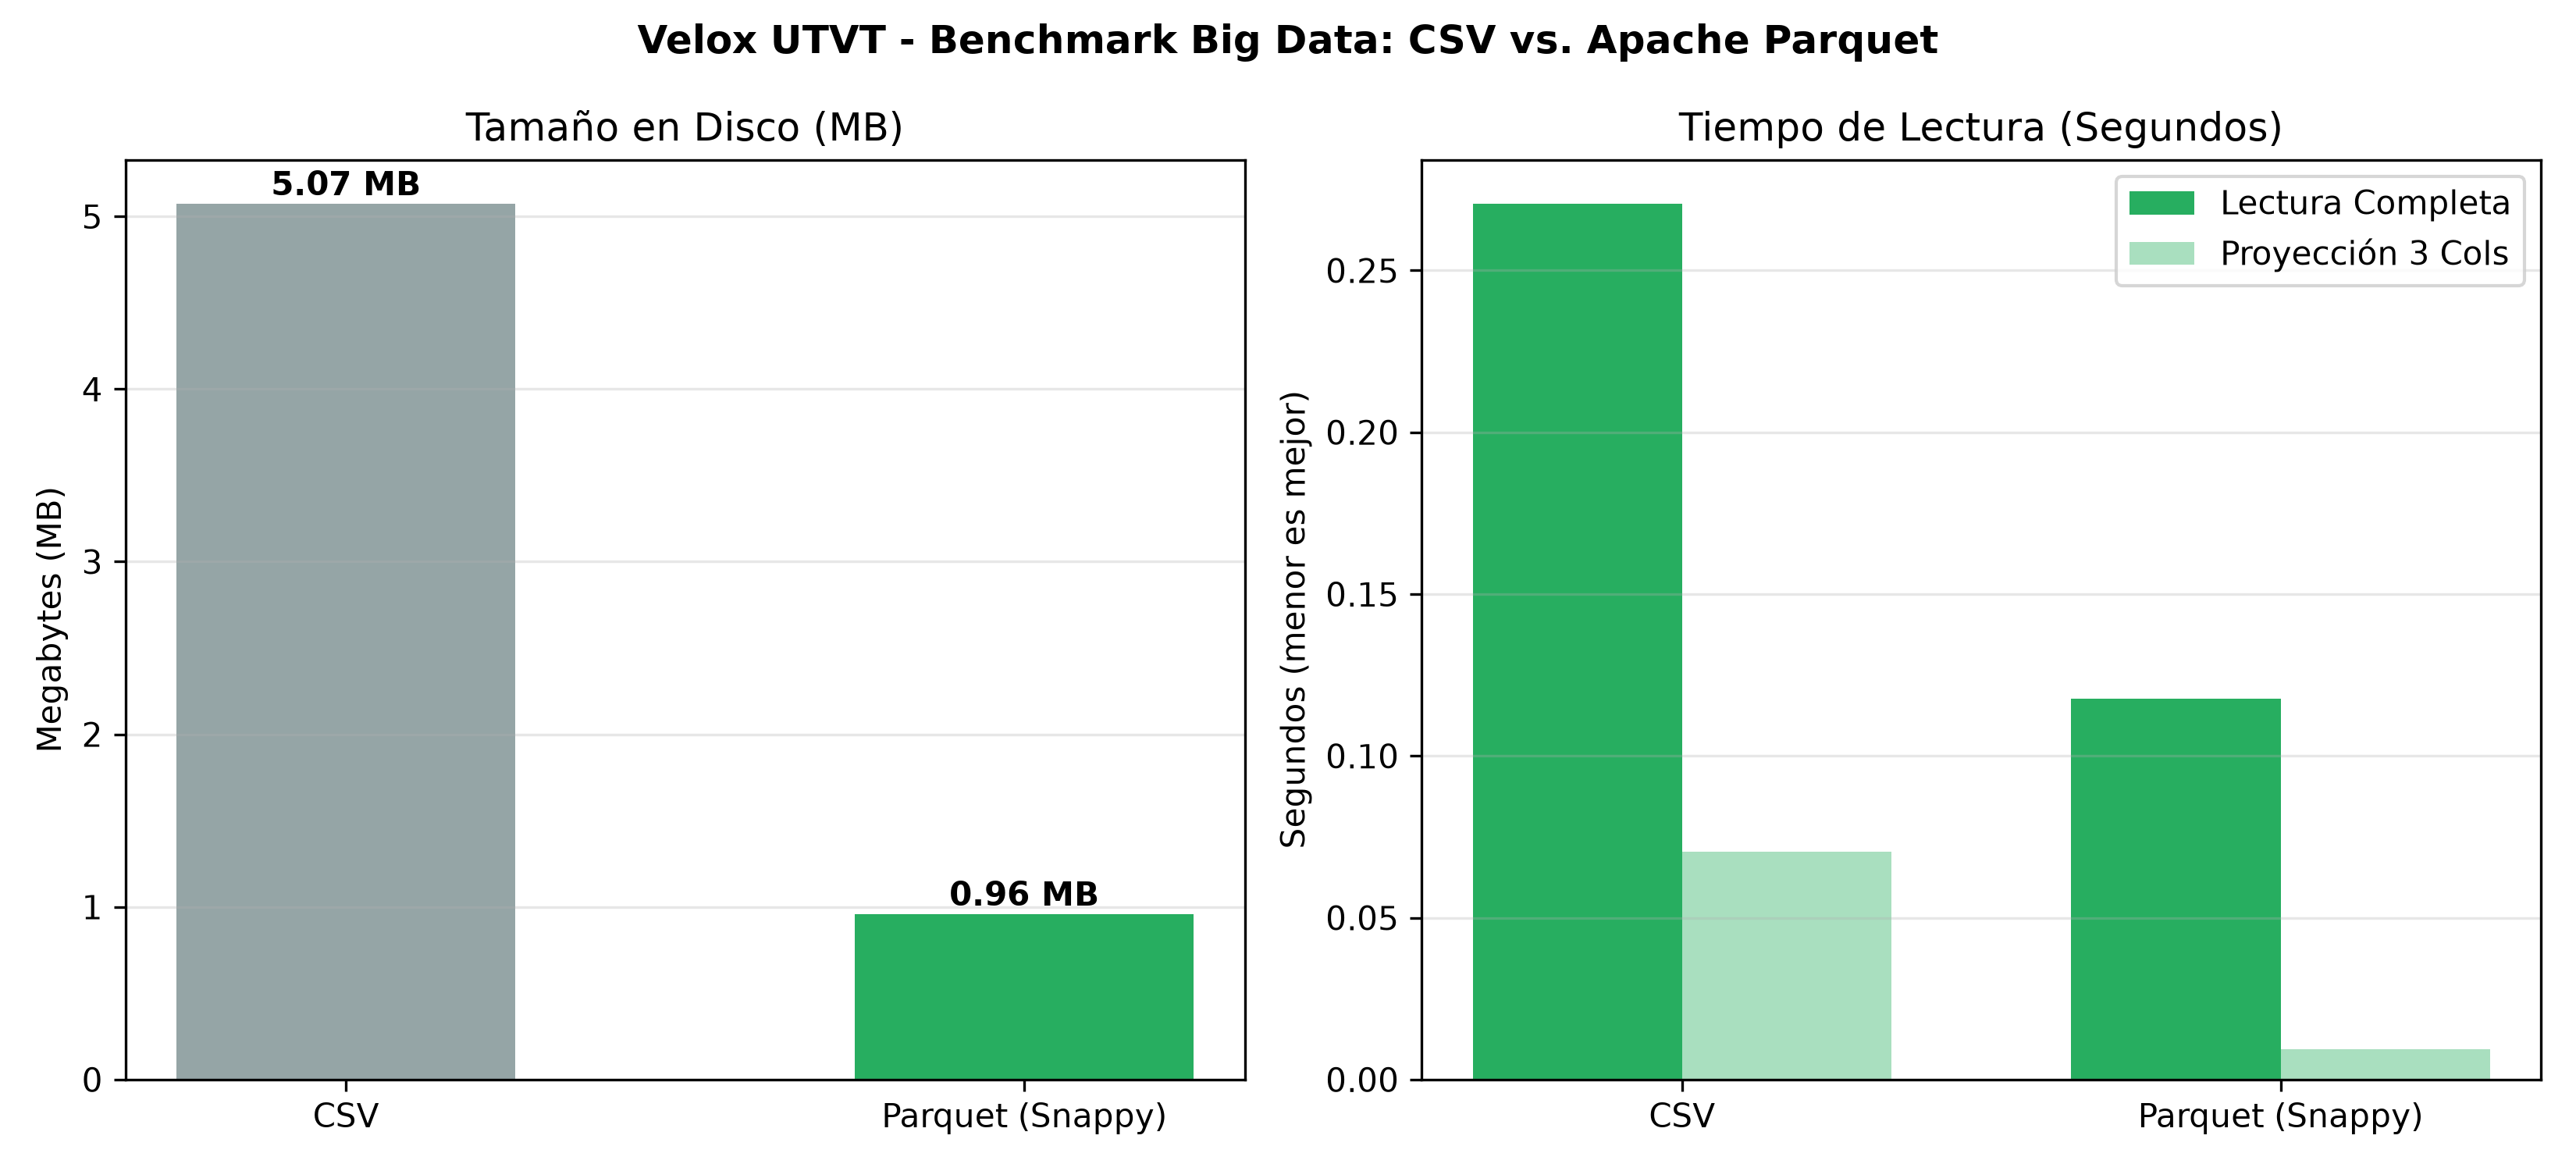 Velox UTVT - Benchmark Big Data: CSV vs. Apache Parquet
Tamaño en Disco (MB)
Megabytes (MB)
5
4
3
2
1
0
5.07 MB
0.96 MB
CSV
Parquet (Snappy)
Tiempo de Lectura (Segundos)
Segundos (menor es mejor)
0.25
0.20
0.15
0.10
0.05
0.00
Lectura Completa
Proyección 3 Cols
CSV
Parquet (Snappy)